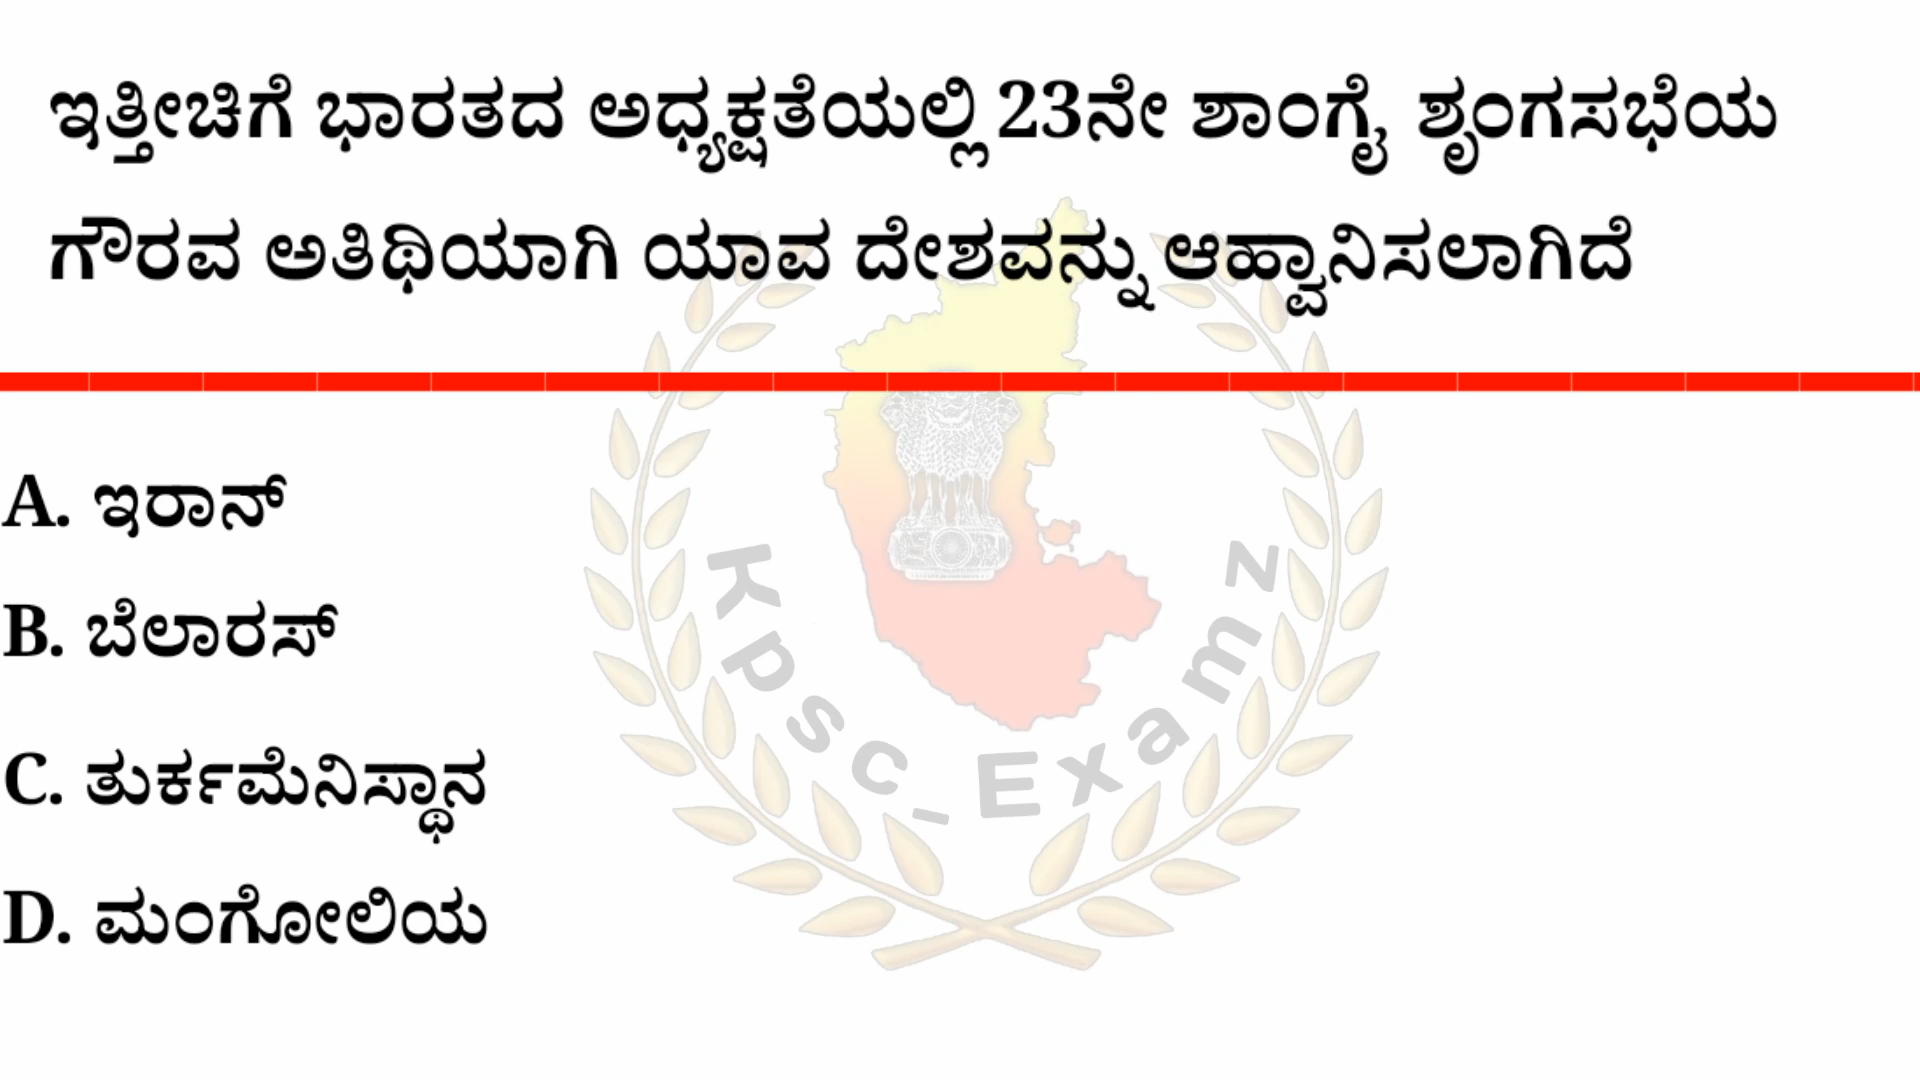 ಇತ್ತೀಚಿಗೆ ಭಾರತದ ಅಧ್ಯಕ್ಷತೆಯಲ್ಲಿ 23ನೇ ಶಾಂಗೈ ಶೃಂಗಸಭೆಯ
ಗೌರವ ಅತಿಥಿಯಾಗಿ ಯಾವ ದೇಶವನ್ನು ಆಹ್ವಾನಿಸಲಾಗಿದೆ
A. ಇರಾನ್
B. ಬೆಲಾರಸ್
C. ತುರ್ಕಮೆನಿಸ್ಥಾನ
D. ಮಂಗೋಲಿಯ
Kpsc_Examz